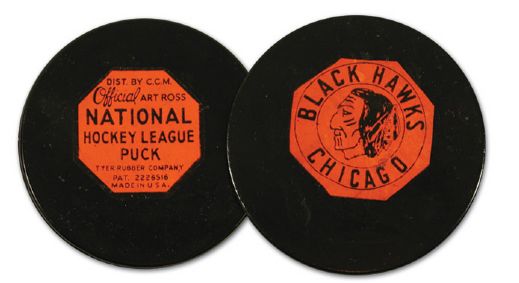 DIST. BY C.C.M.
Official ART ROSS
NATIONAL
HOCKEY LEAGUE
PUCK
TYER RUBBER COMPANY
PAT. 2226516
MADE IN U.S.A.
BLACK HAWKS
CHICAGO